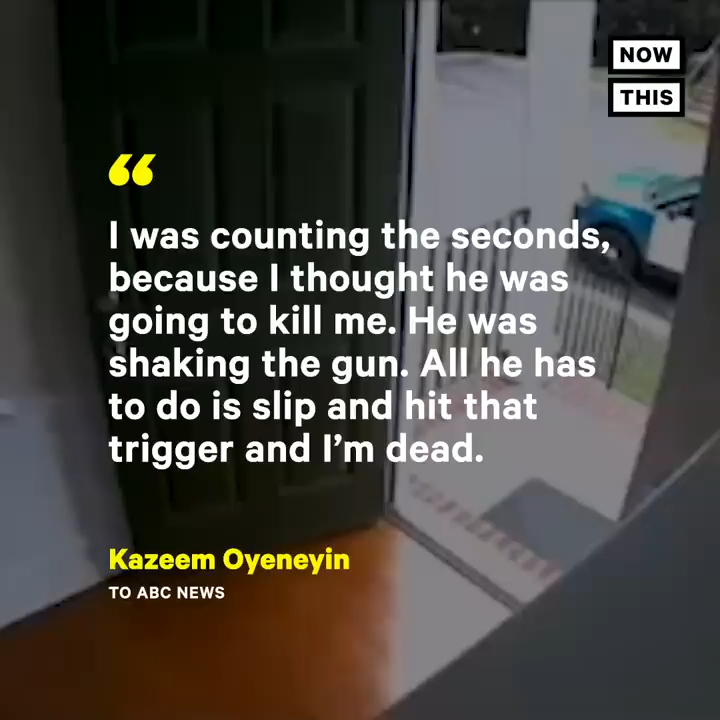 NOW
THIS
“
I was counting the seconds,
because I thought he was
going to kill me. He was
shaking the gun. All he has
to do is slip and hit that
trigger and I’m dead.
Kazeem Oyeneyin
TO ABC NEWS